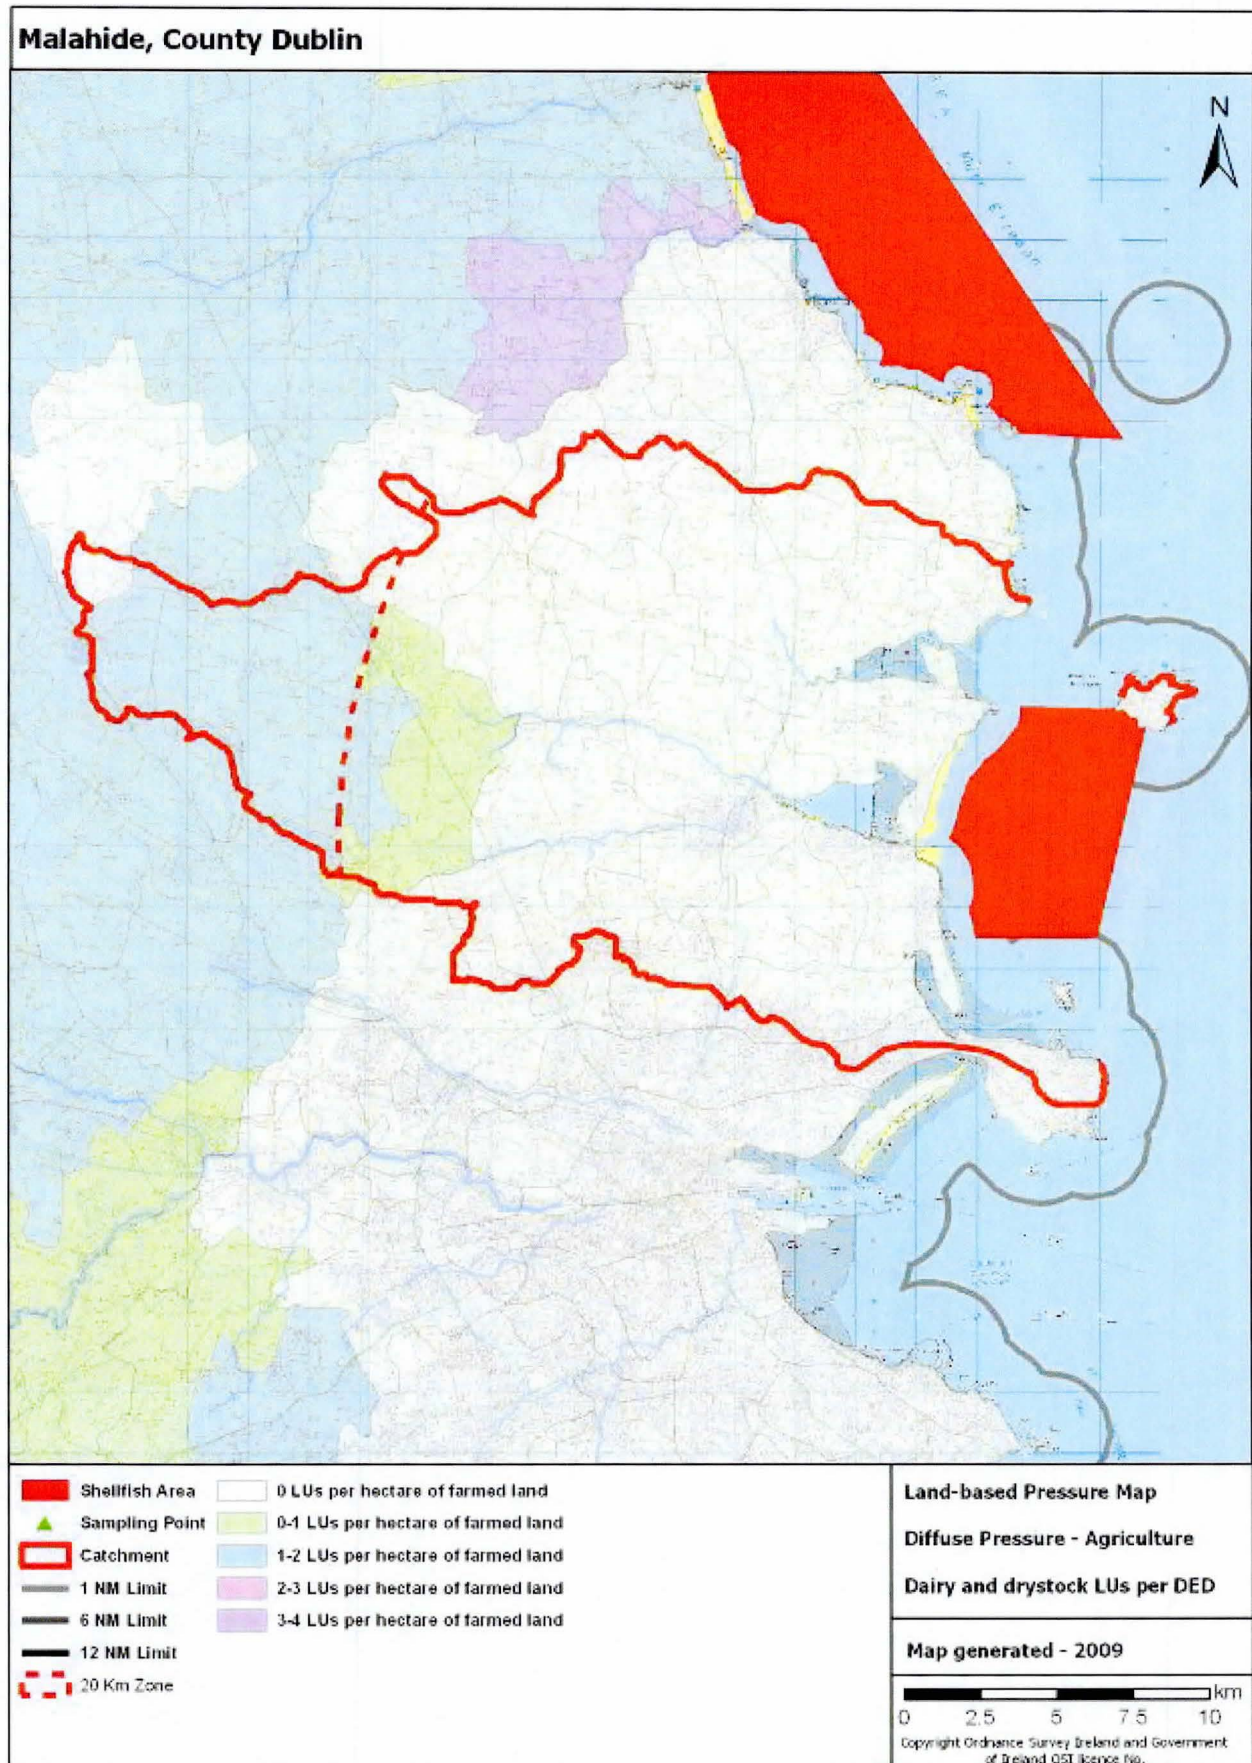 Malahide, County Dublin
N
Shellfish Area
Sampling Point
Catchment
1 NM Limit
6 NM Limit
12 NM Limit
20 Km Zone
0 LUs per hectare of farmed land
0-1 LUs per hectare of farmed land
1-2 LUs per hectare of farmed land
2-3 LUs per hectare of farmed land
3-4 LUs per hectare of farmed land
Land-based Pressure Map
Diffuse Pressure - Agriculture
Dairy and drystock LUs per DED
Map generated - 2009
km
0 2.5 5 7.5 10
Copyright Ordnance Survey Ireland and Government
of Ireland OSI licence No.